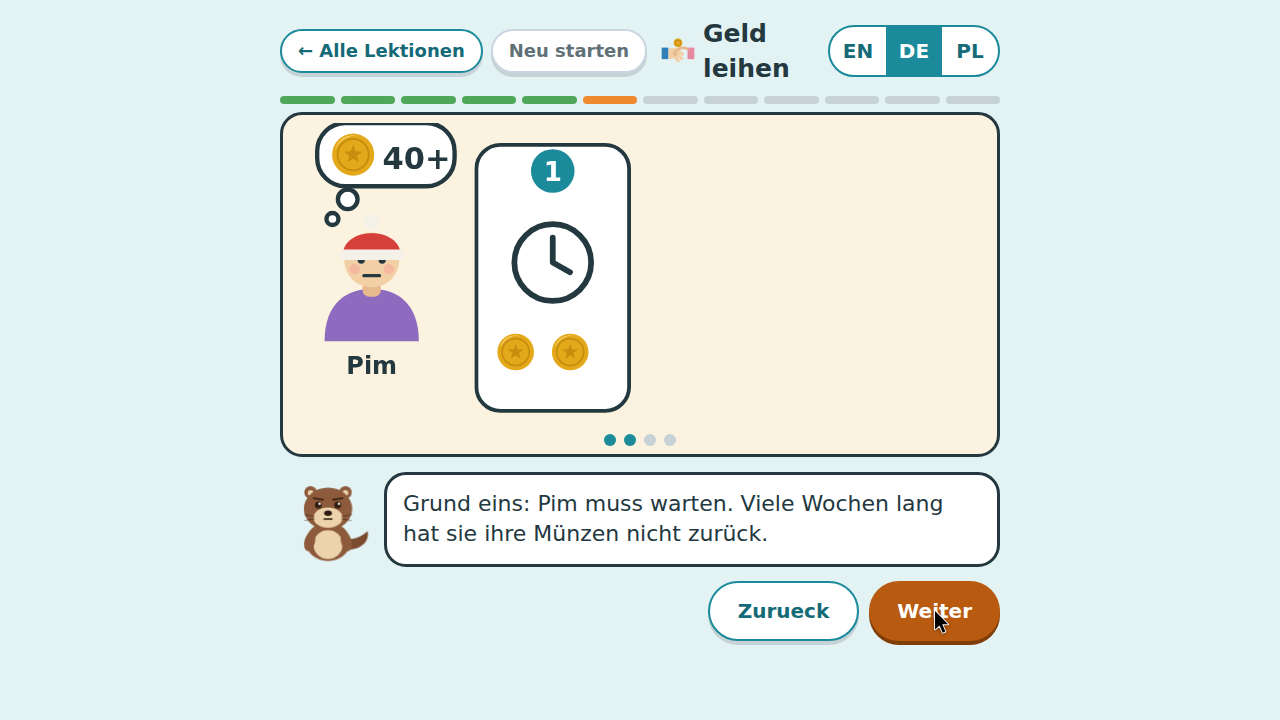 ← Alle Lektionen
Neu starten
Geld
leihen
EN DE PL
40+
1
Pim
Grund eins: Pim muss warten. Viele Wochen lang
hat sie ihre Münzen nicht zurück.
Zurueck
Weiter